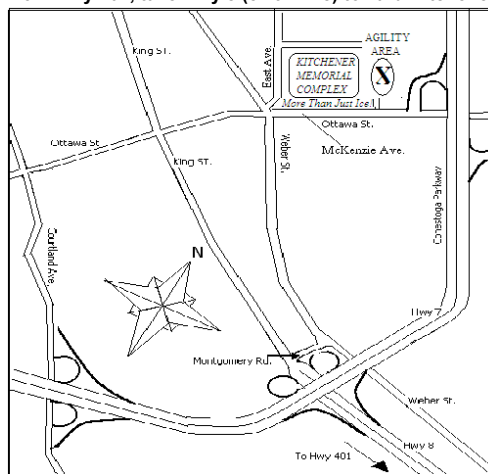 King ST.
East Ave.
AGILITY
AREA
KITCHENER
MEMORIAL
COMPLEX
X
More Than Just Ice!
Ottawa St.
Ottawa St.
McKenzie Ave.
King ST.
Weber St.
Conestoga Parkway
Courtland Ave.
N
Hwy 7
Montgomery Rd.
Weber St.
Hwy 8
To Hwy 401